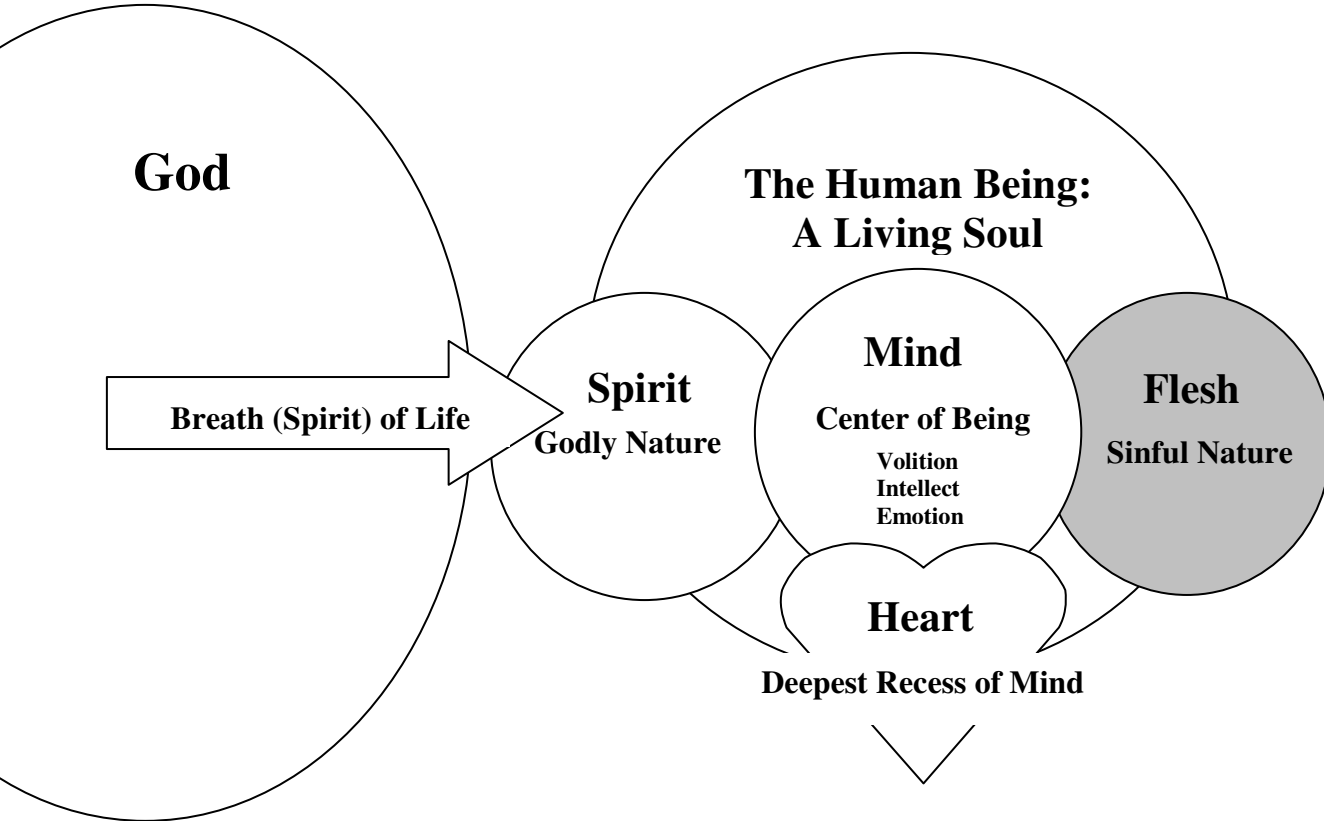 God
Breath (Spirit) of Life
The Human Being:
A Living Soul
Spirit
Godly Nature
Mind
Center of Being
Volition
Intellect
Emotion
Flesh
Sinful Nature
Heart
Deepest Recess of Mind